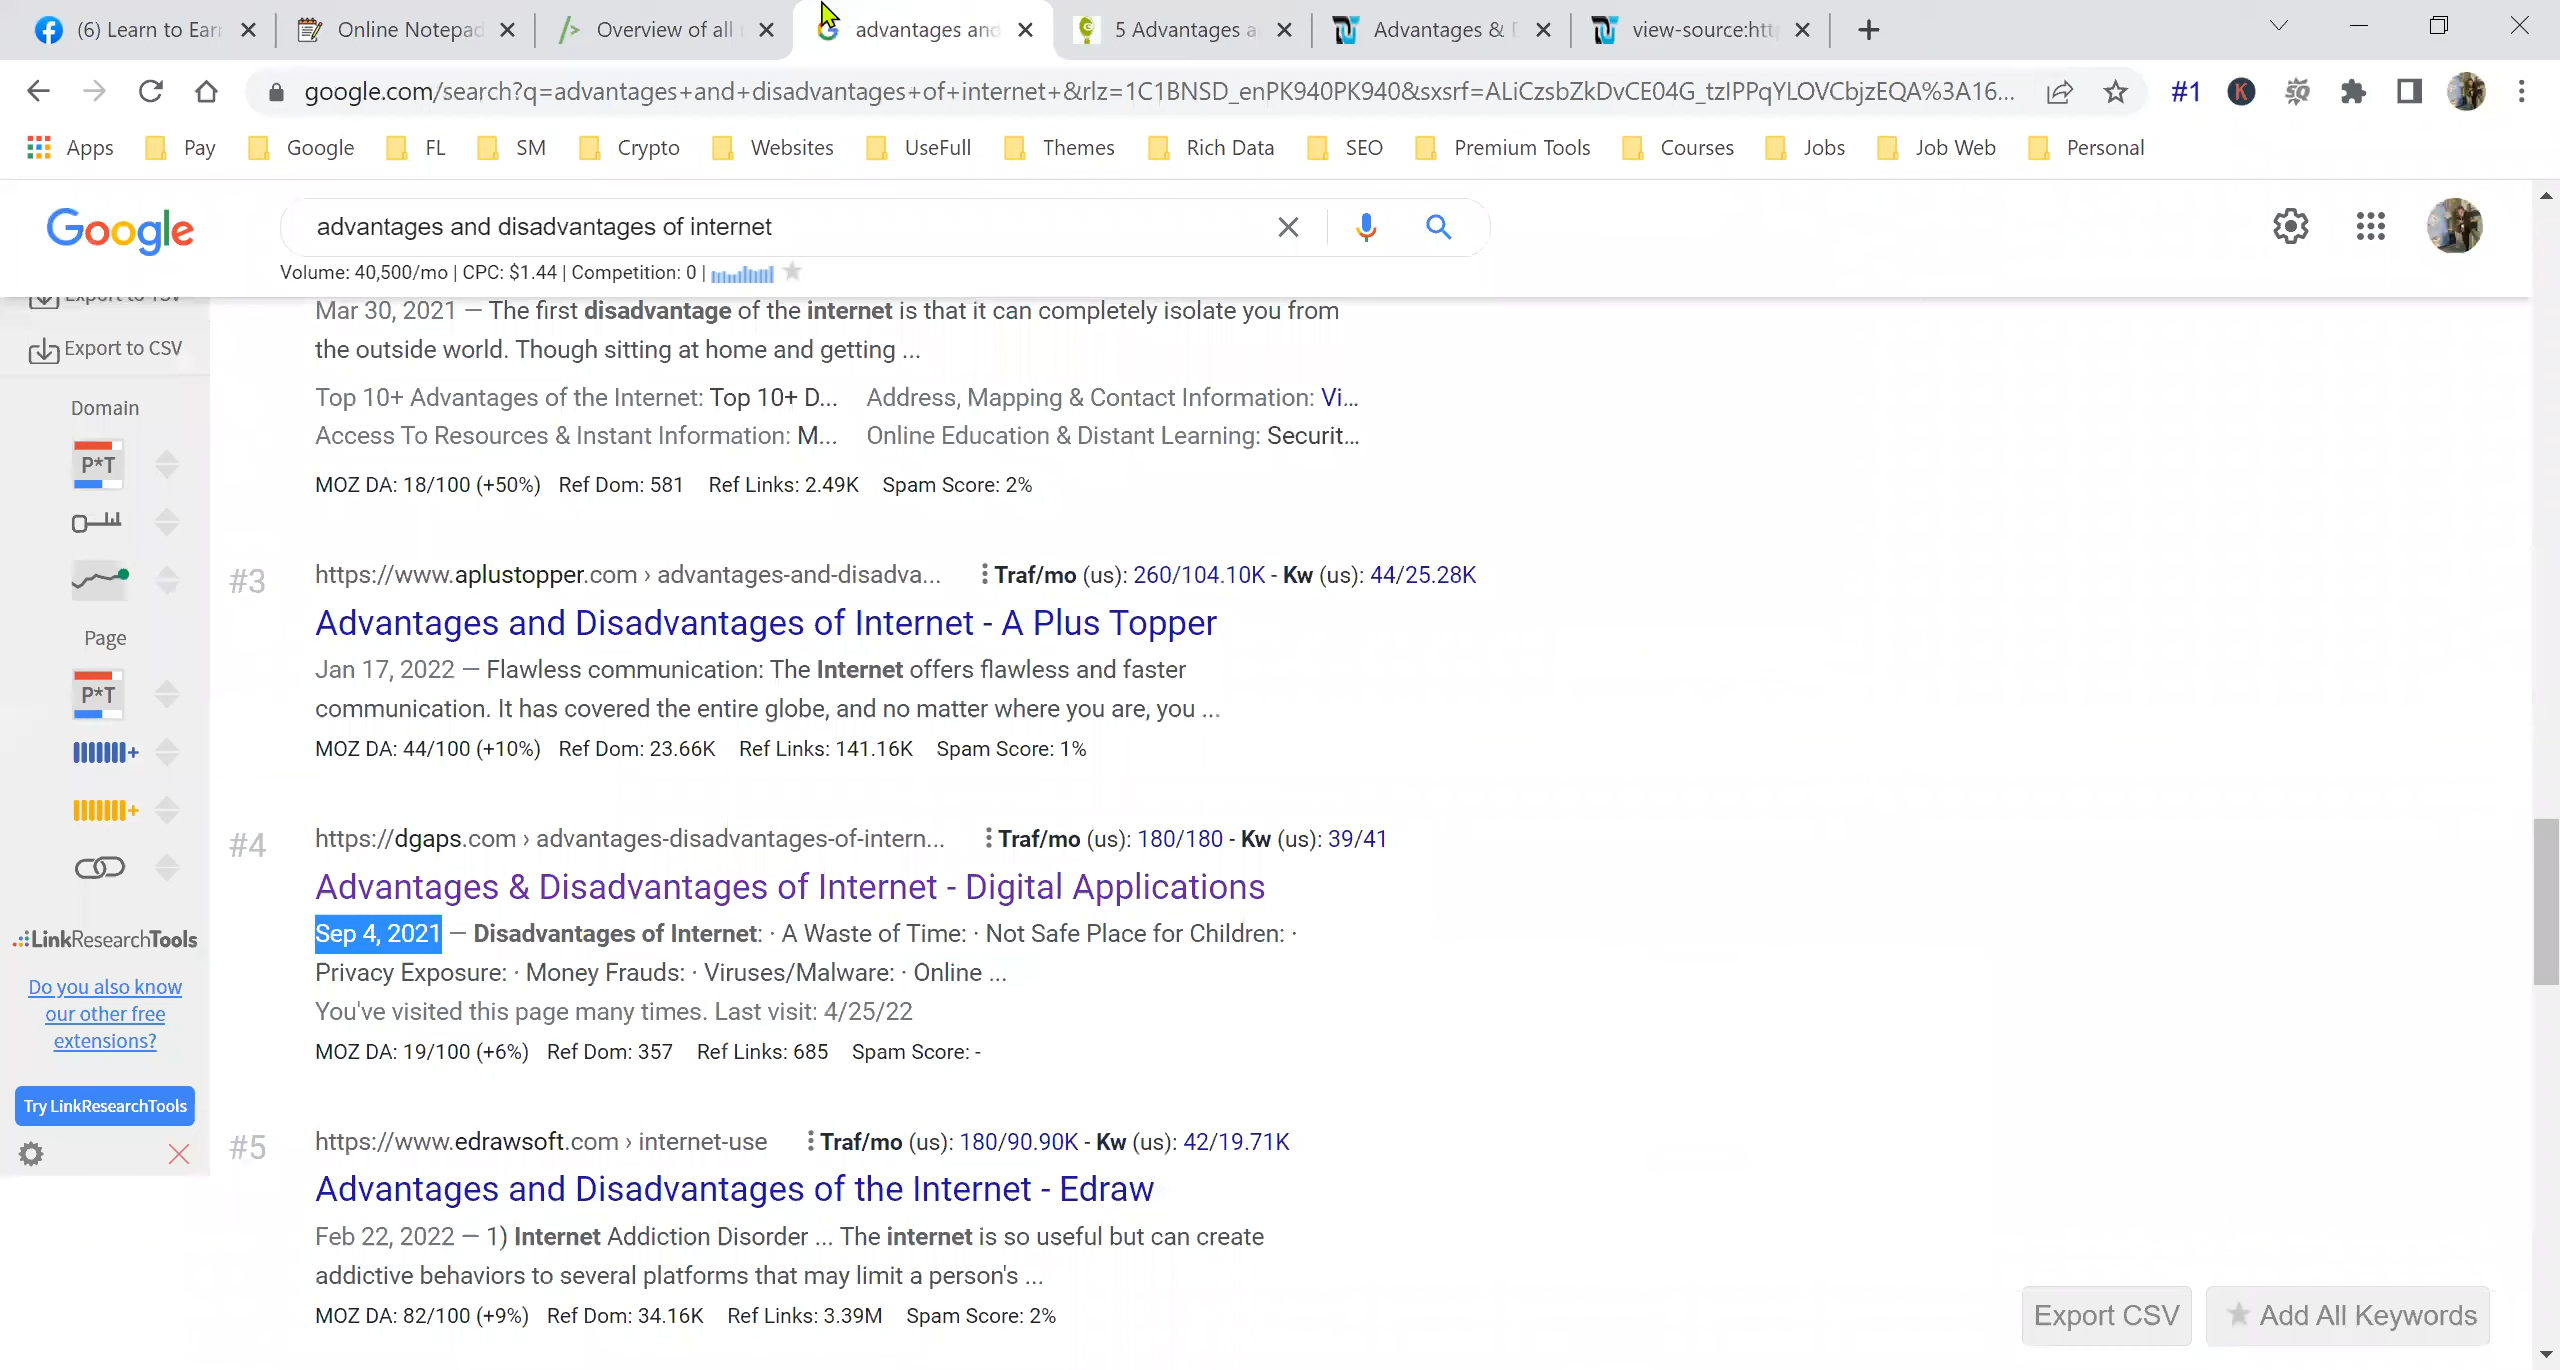 (6) Learn to Ear
Online Notepad
Overview of all
advantages and
5 Advantages a
Advantages &
view-source:htt
google.com/search?q=advantages+and+disadvantages+of+internet+&rlz=1C1BNSD_enPK940PK940&sxsrf=ALiCzsbZkDvCE04G_tzIPPqYLOVCbjzEQA%3A16...
#1
Apps Pay Google FL SM Crypto Websites UseFull Themes Rich Data SEO Premium Tools Courses Jobs Job Web Personal
Google
advantages and disadvantages of internet
Volume: 40,500/mo | CPC: $1.44 | Competition: 0 |
Export to CSV
Domain
P*T
Page
P*T
LinkResearchTools
Do you also know
our other free
extensions?
Try LinkResearchTools
Mar 30, 2021 — The first disadvantage of the internet is that it can completely isolate you from
the outside world. Though sitting at home and getting ...
Top 10+ Advantages of the Internet: Top 10+ D... Address, Mapping & Contact Information: Vi...
Access To Resources & Instant Information: M... Online Education & Distant Learning: Securit...
MOZ DA: 18/100 (+50%) Ref Dom: 581 Ref Links: 2.49K Spam Score: 2%
#3
https://www.aplustopper.com › advantages-and-disadva... Traf/mo (us): 260/104.10K - Kw (us): 44/25.28K
Advantages and Disadvantages of Internet - A Plus Topper
Jan 17, 2022 — Flawless communication: The Internet offers flawless and faster
communication. It has covered the entire globe, and no matter where you are, you ...
MOZ DA: 44/100 (+10%) Ref Dom: 23.66K Ref Links: 141.16K Spam Score: 1%
#4
https://dgaps.com › advantages-disadvantages-of-intern... Traf/mo (us): 180/180 - Kw (us): 39/41
Advantages & Disadvantages of Internet - Digital Applications
Sep 4, 2021 — Disadvantages of Internet: · A Waste of Time: · Not Safe Place for Children: ·
Privacy Exposure: · Money Frauds: · Viruses/Malware: · Online ...
You've visited this page many times. Last visit: 4/25/22
MOZ DA: 19/100 (+6%) Ref Dom: 357 Ref Links: 685 Spam Score: -
#5
https://www.edrawsoft.com › internet-use Traf/mo (us): 180/90.90K - Kw (us): 42/19.71K
Advantages and Disadvantages of the Internet - Edraw
Feb 22, 2022 — 1) Internet Addiction Disorder ... The internet is so useful but can create
addictive behaviors to several platforms that may limit a person's ...
MOZ DA: 82/100 (+9%) Ref Dom: 34.16K Ref Links: 3.39M Spam Score: 2%
Export CSV
Add All Keywords